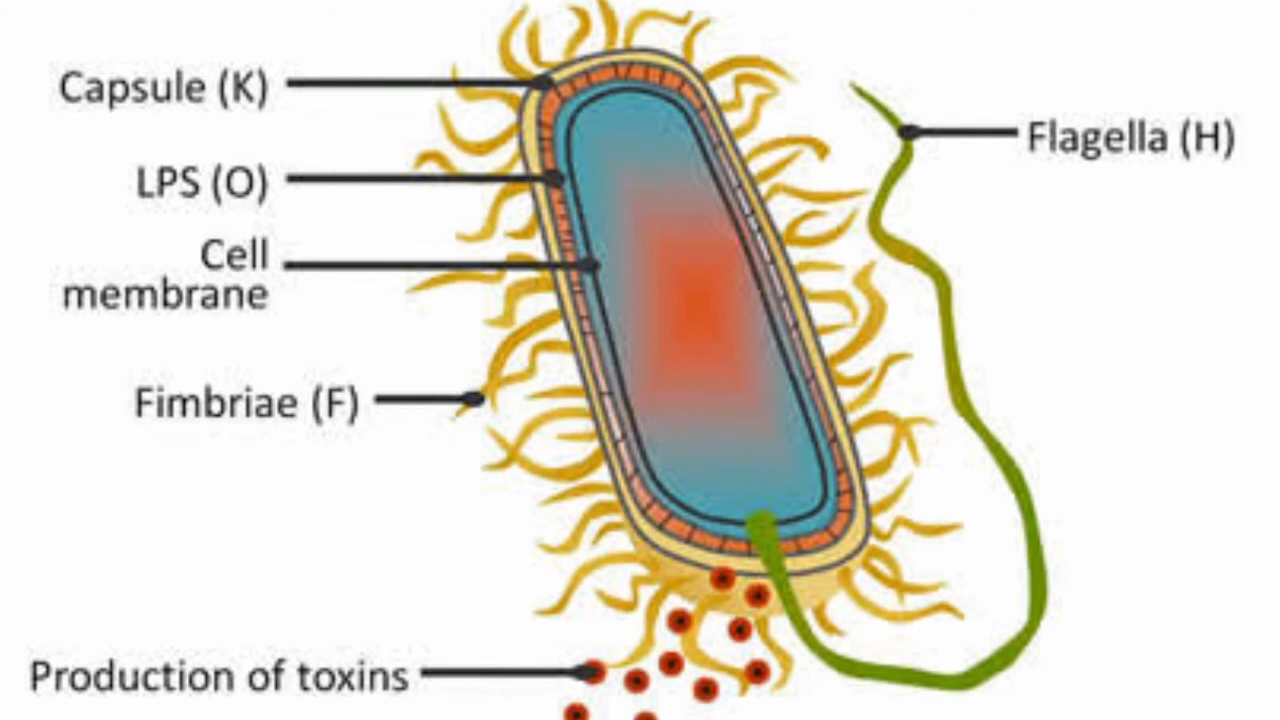 Capsule (K)
Flagella (H)
LPS (O)
Cell
membrane
Fimbriae (F)
Production of toxins